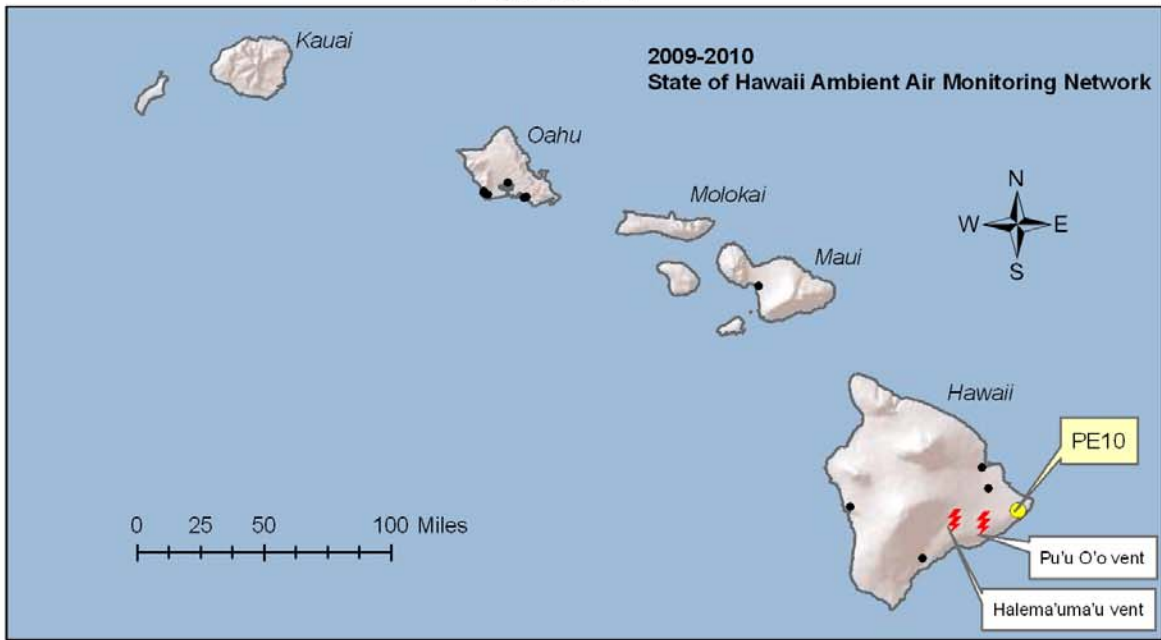 Kauai
2009-2010
State of Hawaii Ambient Air Monitoring Network
Oahu
Molokai
N
W
E
S
Maui
Hawaii
PE10
0 25 50 100 Miles
Pu'u O'o vent
Halema'uma'u vent